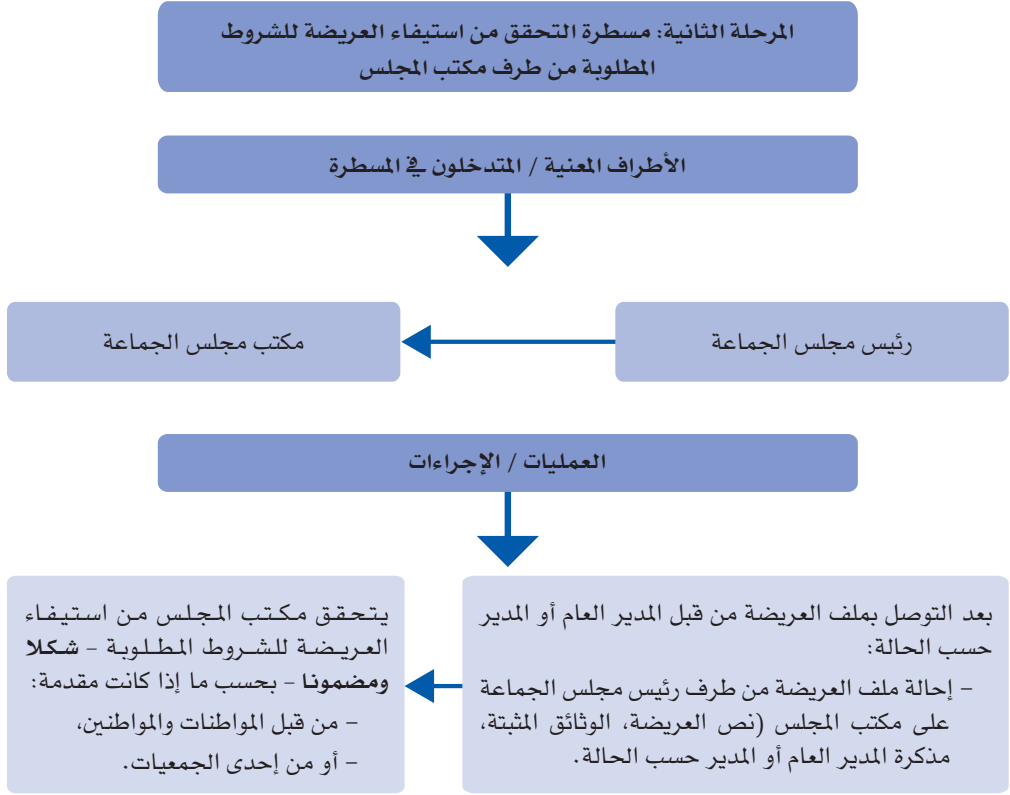 المرحلة الثانية: مسطرة التحقق من استيفاء العريضة للشروط
المطلوبة من طرف مكتب المجلس
الأطراف المعنية / المتدخلون في المسطرة
رئيس مجلس الجماعة
مكتب مجلس الجماعة
العمليات / الإجراءات
بعد التوصل بملف العريضة من قبل المدير العام أو المدير
حسب الحالة:
– إحالة ملف العريضة من طرف رئيس مجلس الجماعة
على مكتب المجلس (نص العريضة، الوثائق المثبتة،
مذكرة المدير العام أو المدير حسب الحالة.
يتحقق مكتب المجلس من استيفاء
العريضة للشروط المطلوبة – شكلا
ومضمونا – بحسب ما إذا كانت مقدمة:
– من قبل المواطنات والمواطنين،
– أو من إحدى الجمعيات.